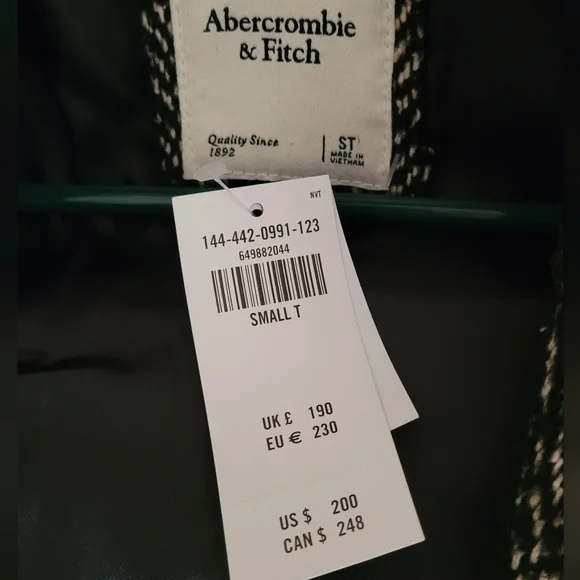 Abercrombie
& Fitch
Quality Since
1892
ST
MADE IN
VIETNAM
NVT
144-442-0991-123
649882044
SMALL T
UK £ 190
EU € 230
US $ 200
CAN $ 248